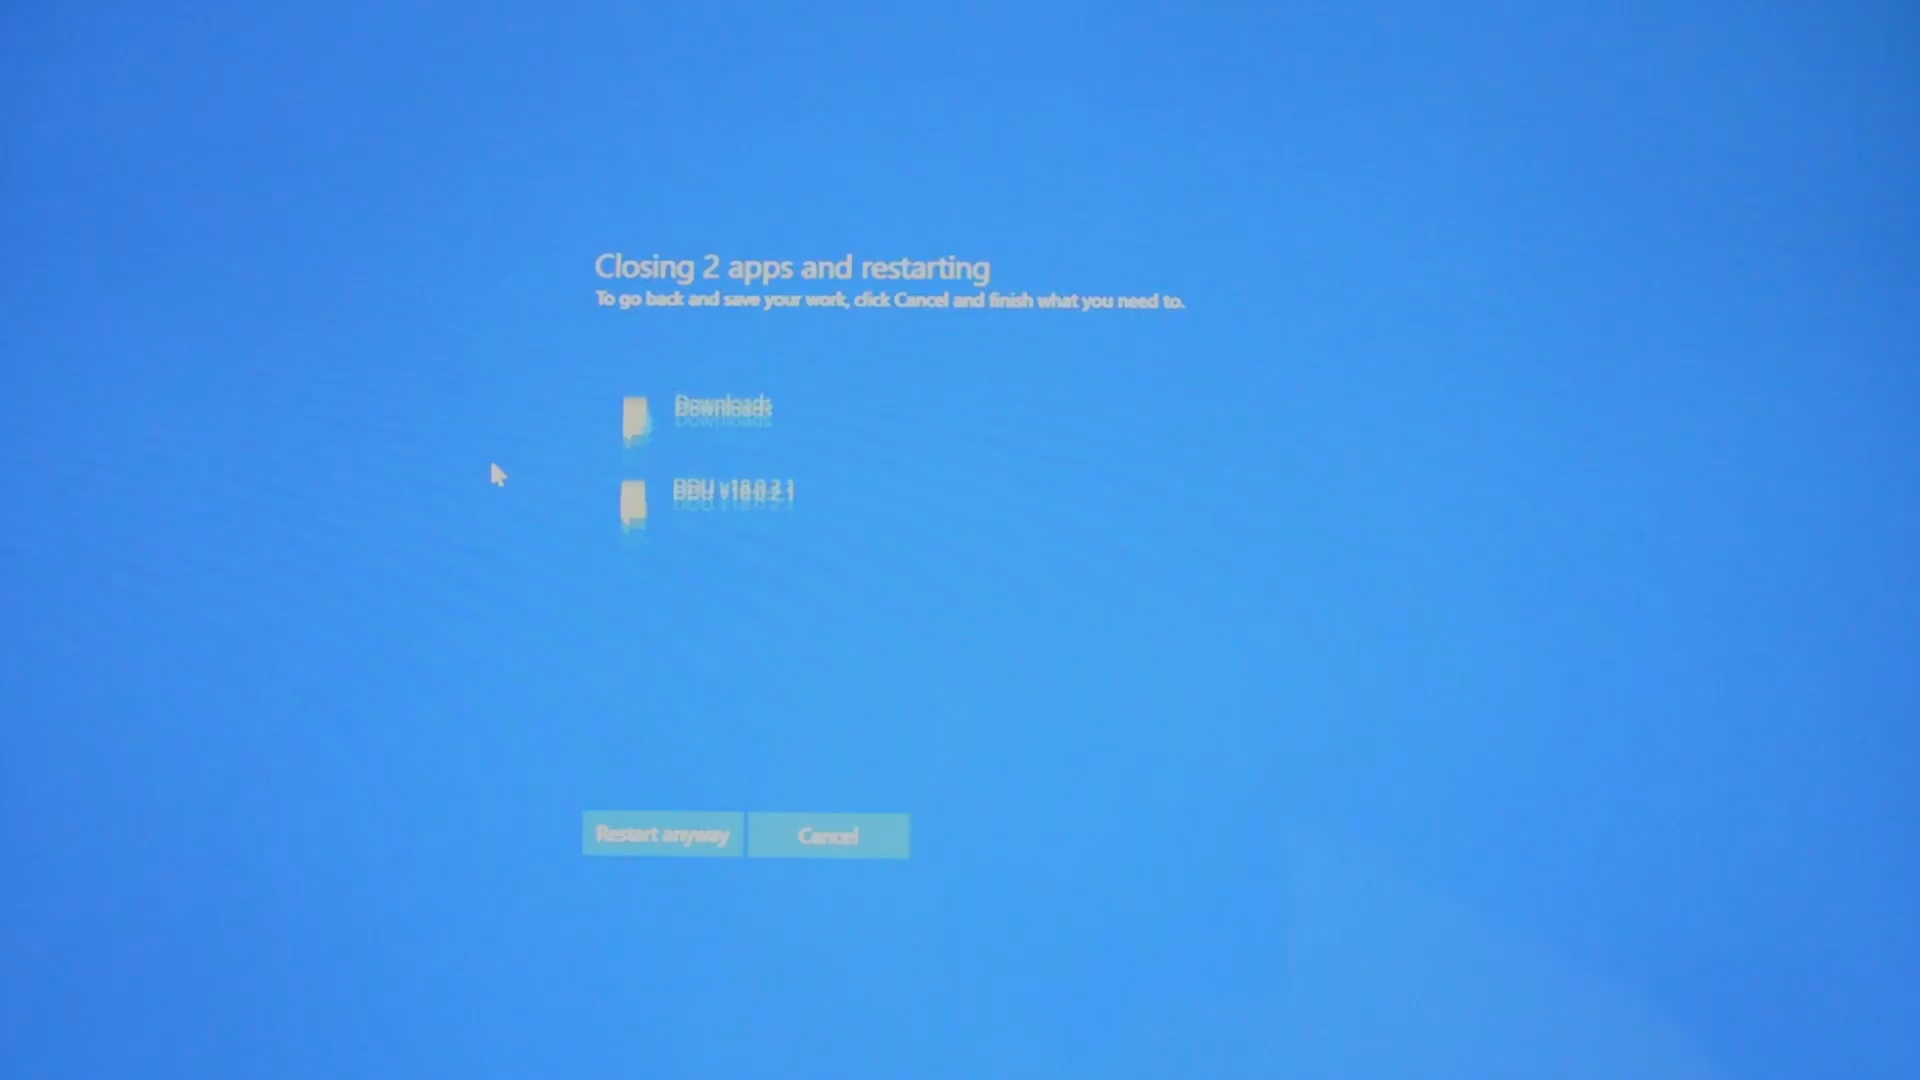 Closing 2 apps and restarting
To go back and save your work, click Cancel and finish what you need to.
Downloads
DDU v18.0.2.1
Restart anyway
Cancel